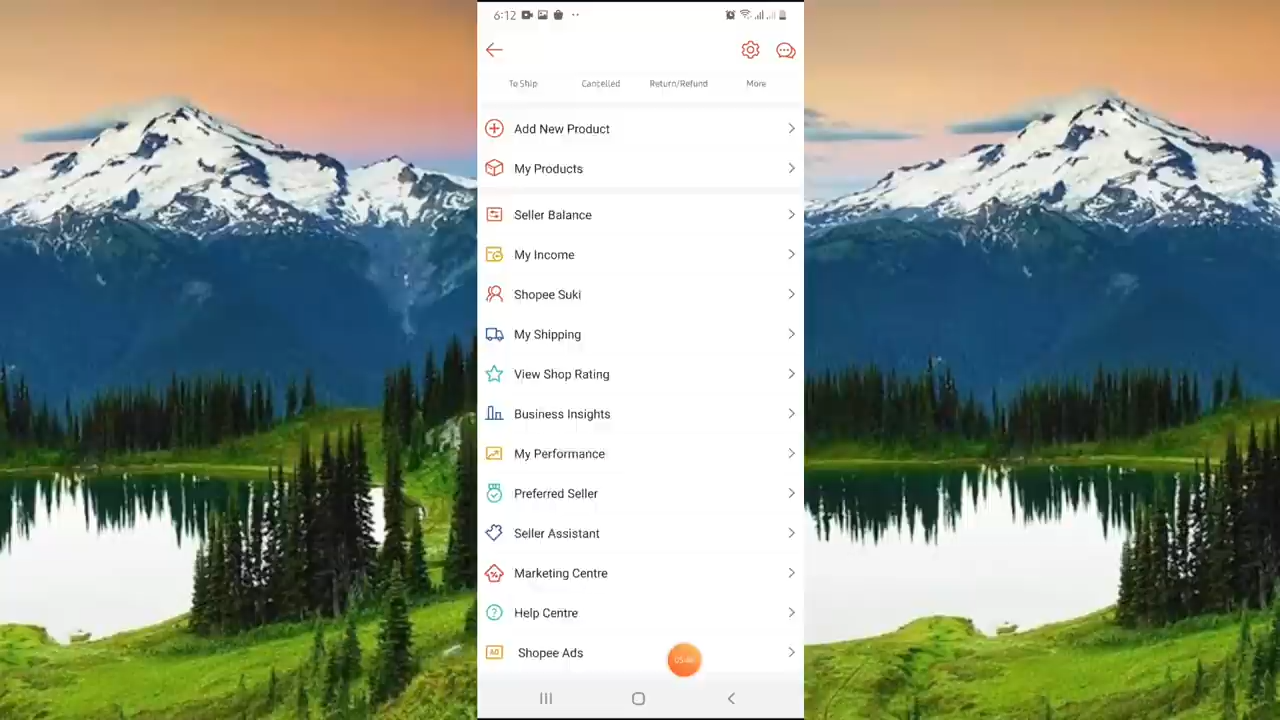 6:12
To Ship Cancelled Return/Refund More
Add New Product
My Products
Seller Balance
My Income
Shopee Suki
My Shipping
View Shop Rating
Business Insights
My Performance
Preferred Seller
Seller Assistant
Marketing Centre
Help Centre
AD Shopee Ads